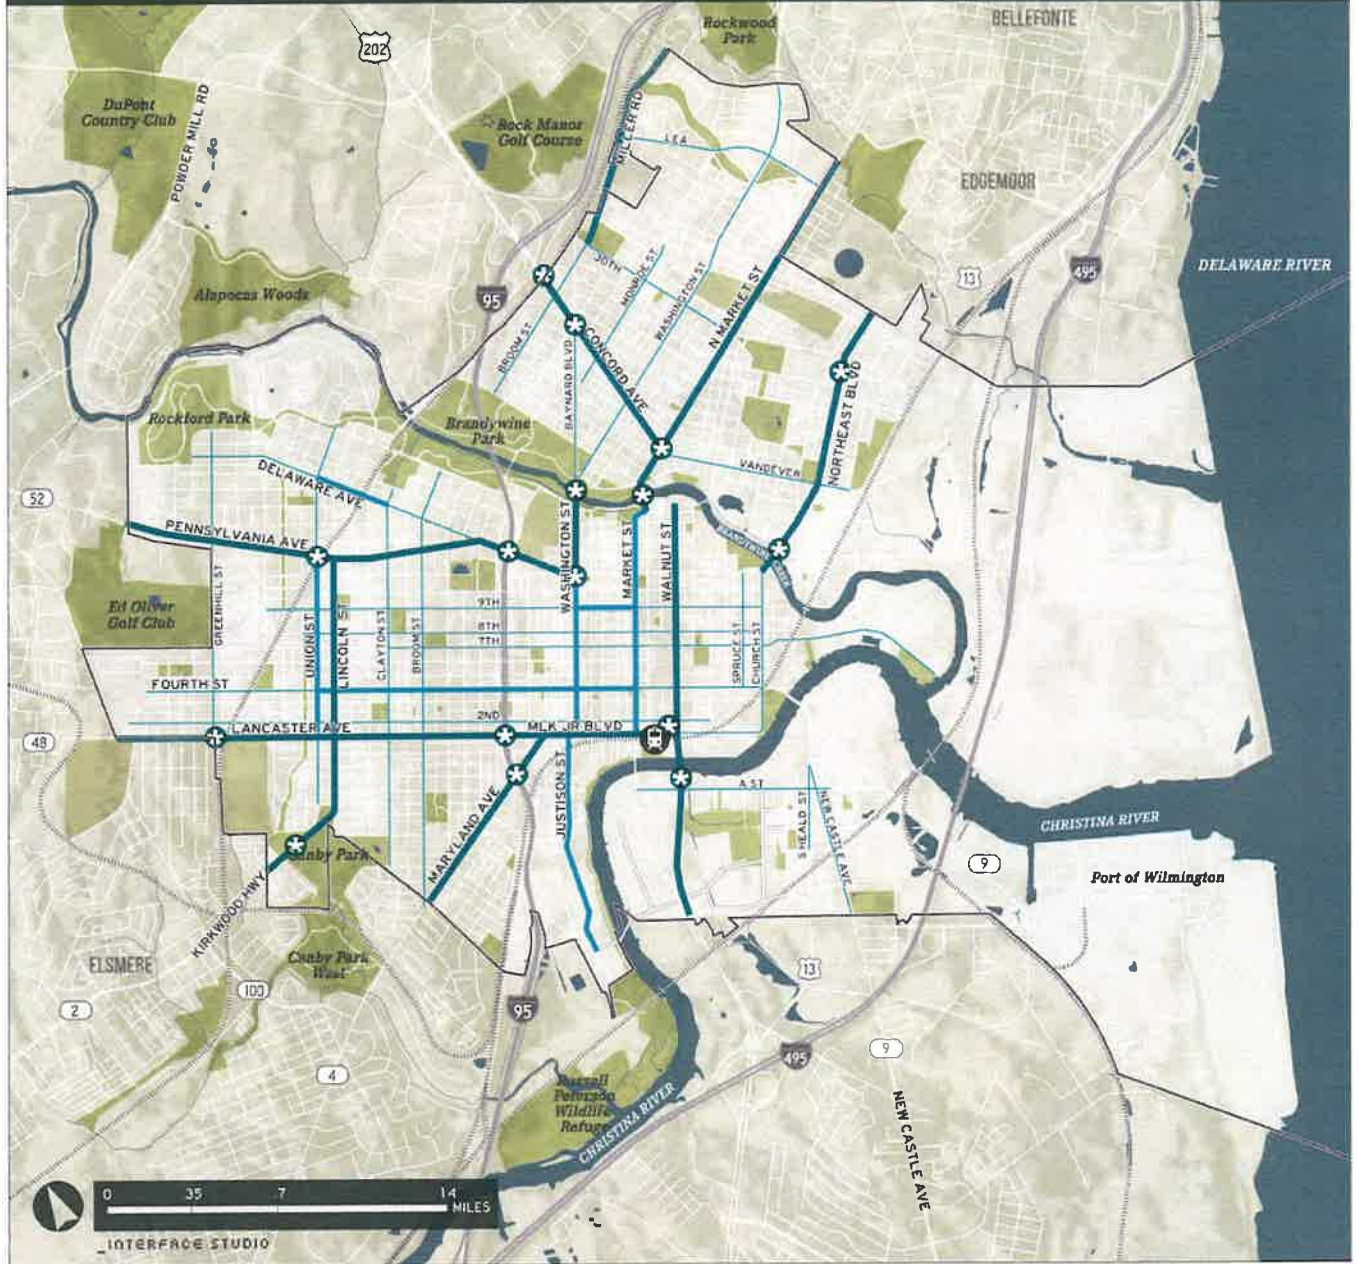 BELLEFONTE
Rockwood
Park
202
DuPont
Country Club
POWDER MILL RD
Rock Manor
Golf Course
MILLER RD
LEA
EDGEMOOR
DELAWARE RIVER
13
495
30TH
MONROE ST
WASHINGTON ST
N MARKET ST
Alapocas Woods
95
BROOM ST
BAYNARD BLVD
CONCORD AVE
NORTHEAST BLVD
Rockford Park
Brandywine
Park
VANDEVER
DELAWARE AVE
52
PENNSYLVANIA AVE
WASHINGTON ST
MARKET ST
WALNUT ST
Ed Oliver
Golf Club
GREENHILL ST
UNION ST
LINCOLN ST
CLAYTON ST
BROOM ST
9TH
8TH
7TH
SPRUCE ST
CHURCH ST
FOURTH ST
2ND
LANCASTER AVE
MLK JR BLVD
48
JUSTISON ST
A ST
S HEALD ST
NEW CASTLE AVE
MARYLAND AVE
CHRISTINA RIVER
9
Port of Wilmington
Canby Park
KIRKWOOD HWY
ELSMERE
Canby Park
West
100
2
13
95
495
9
4
Russell
Peterson
Wildlife
Refuge
CHRISTINA RIVER
NEW CASTLE AVE
0 35 7 14
MILES
_INTERFACE STUDIO